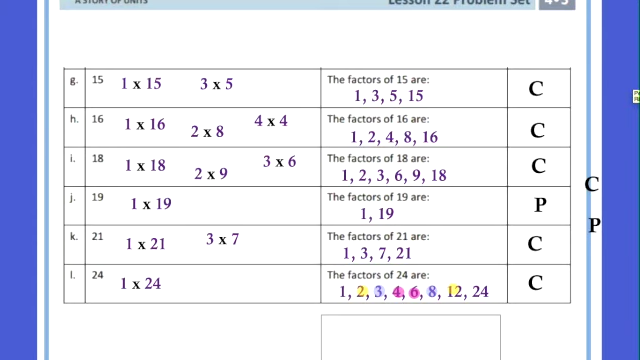 A STORY OF UNITS
Lesson 22 Problem Set
4•3
g. 15 1 x 15 3 x 5 The factors of 15 are: C
1, 3, 5, 15
h. 16 1 x 16 2 x 8 4 x 4 The factors of 16 are: C
1, 2, 4, 8, 16
i. 18 1 x 18 2 x 9 3 x 6 The factors of 18 are: C
1, 2, 3, 6, 9, 18
C
j. 19 1 x 19 The factors of 19 are: P
1, 19
P
k. 21 1 x 21 3 x 7 The factors of 21 are: C
1, 3, 7, 21
l. 24 1 x 24 The factors of 24 are: C
1, 2, 3, 4, 6, 8, 12, 24